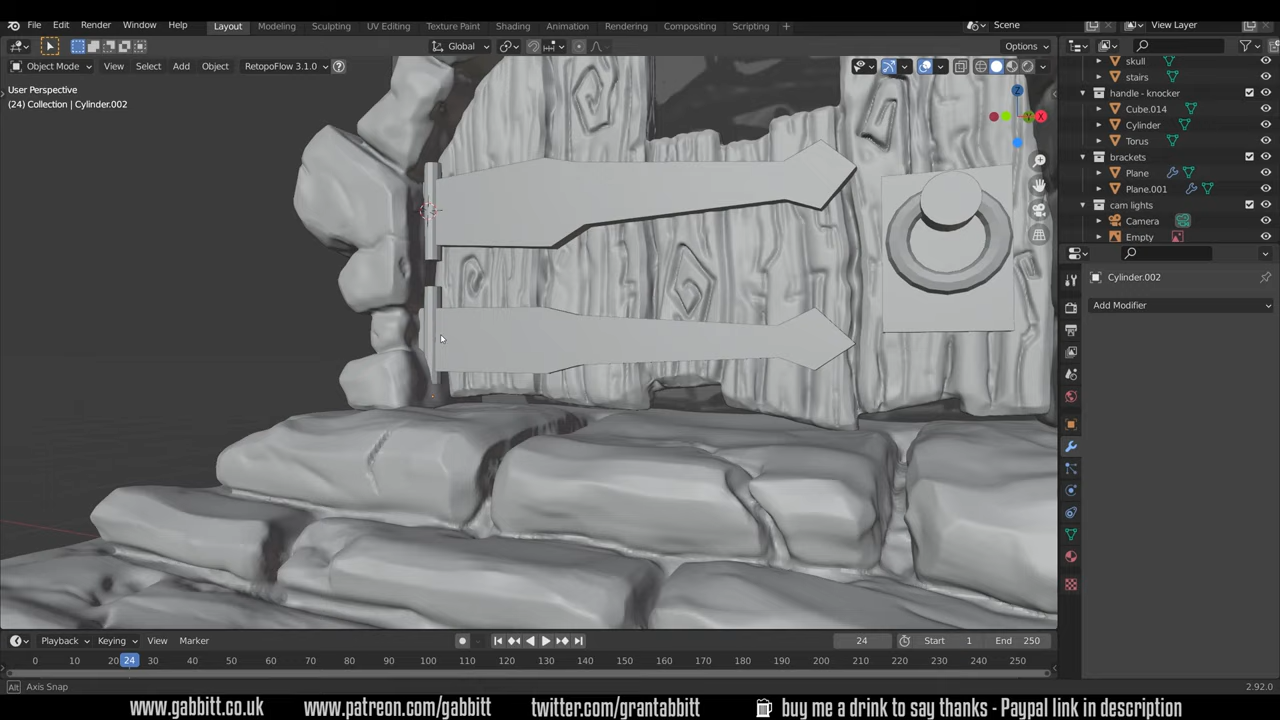 File Edit Render Window Help Layout Modeling Sculpting UV Editing Texture Paint Shading Animation Rendering Compositing Scripting + Scene View Layer
Global Options
Object Mode View Select Add Object RetopoFlow 3.1.0
User Perspective
(24) Collection | Cylinder.002
Z
Y
X
skull
stairs
handle - knocker
Cube.014
Cylinder
Torus
brackets
Plane
Plane.001
cam lights
Camera
Empty
Cylinder.002
Add Modifier
Playback Keying View Marker 24 Start 1 End 250
0 10 20 24 30 40 50 60 70 80 90 100 110 120 130 140 150 160 170 180 190 200 210 220 230 240 250
Alt Axis Snap 2.92.0
www.gabbitt.co.uk www.patreon.com/gabbitt twitter.com/grantabbitt buy me a drink to say thanks - Paypal link in description